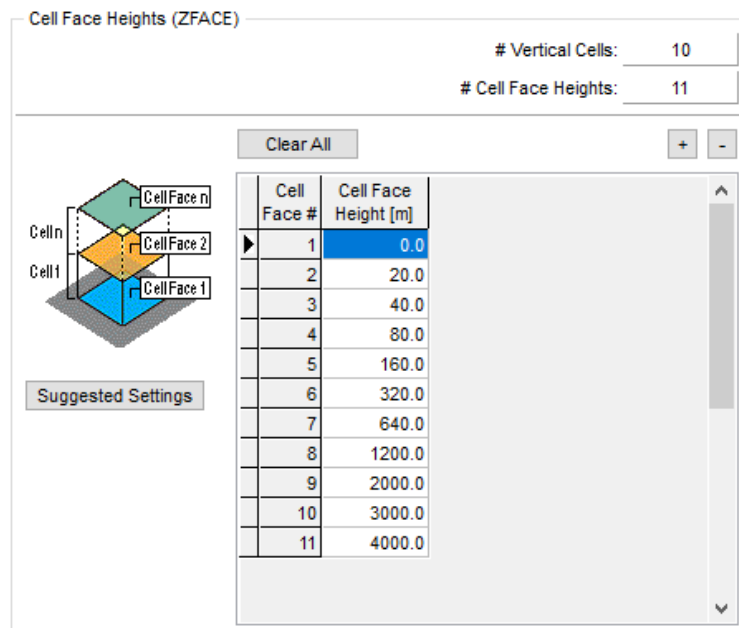 Cell Face Heights (ZFACE)
# Vertical Cells: 10
# Cell Face Heights: 11
Clear All + -
Cell Face n
Cell n
Cell Face 2
Cell 1
Cell Face 1
Suggested Settings
Cell Face # Cell Face Height [m]
1 0.0
2 20.0
3 40.0
4 80.0
5 160.0
6 320.0
7 640.0
8 1200.0
9 2000.0
10 3000.0
11 4000.0